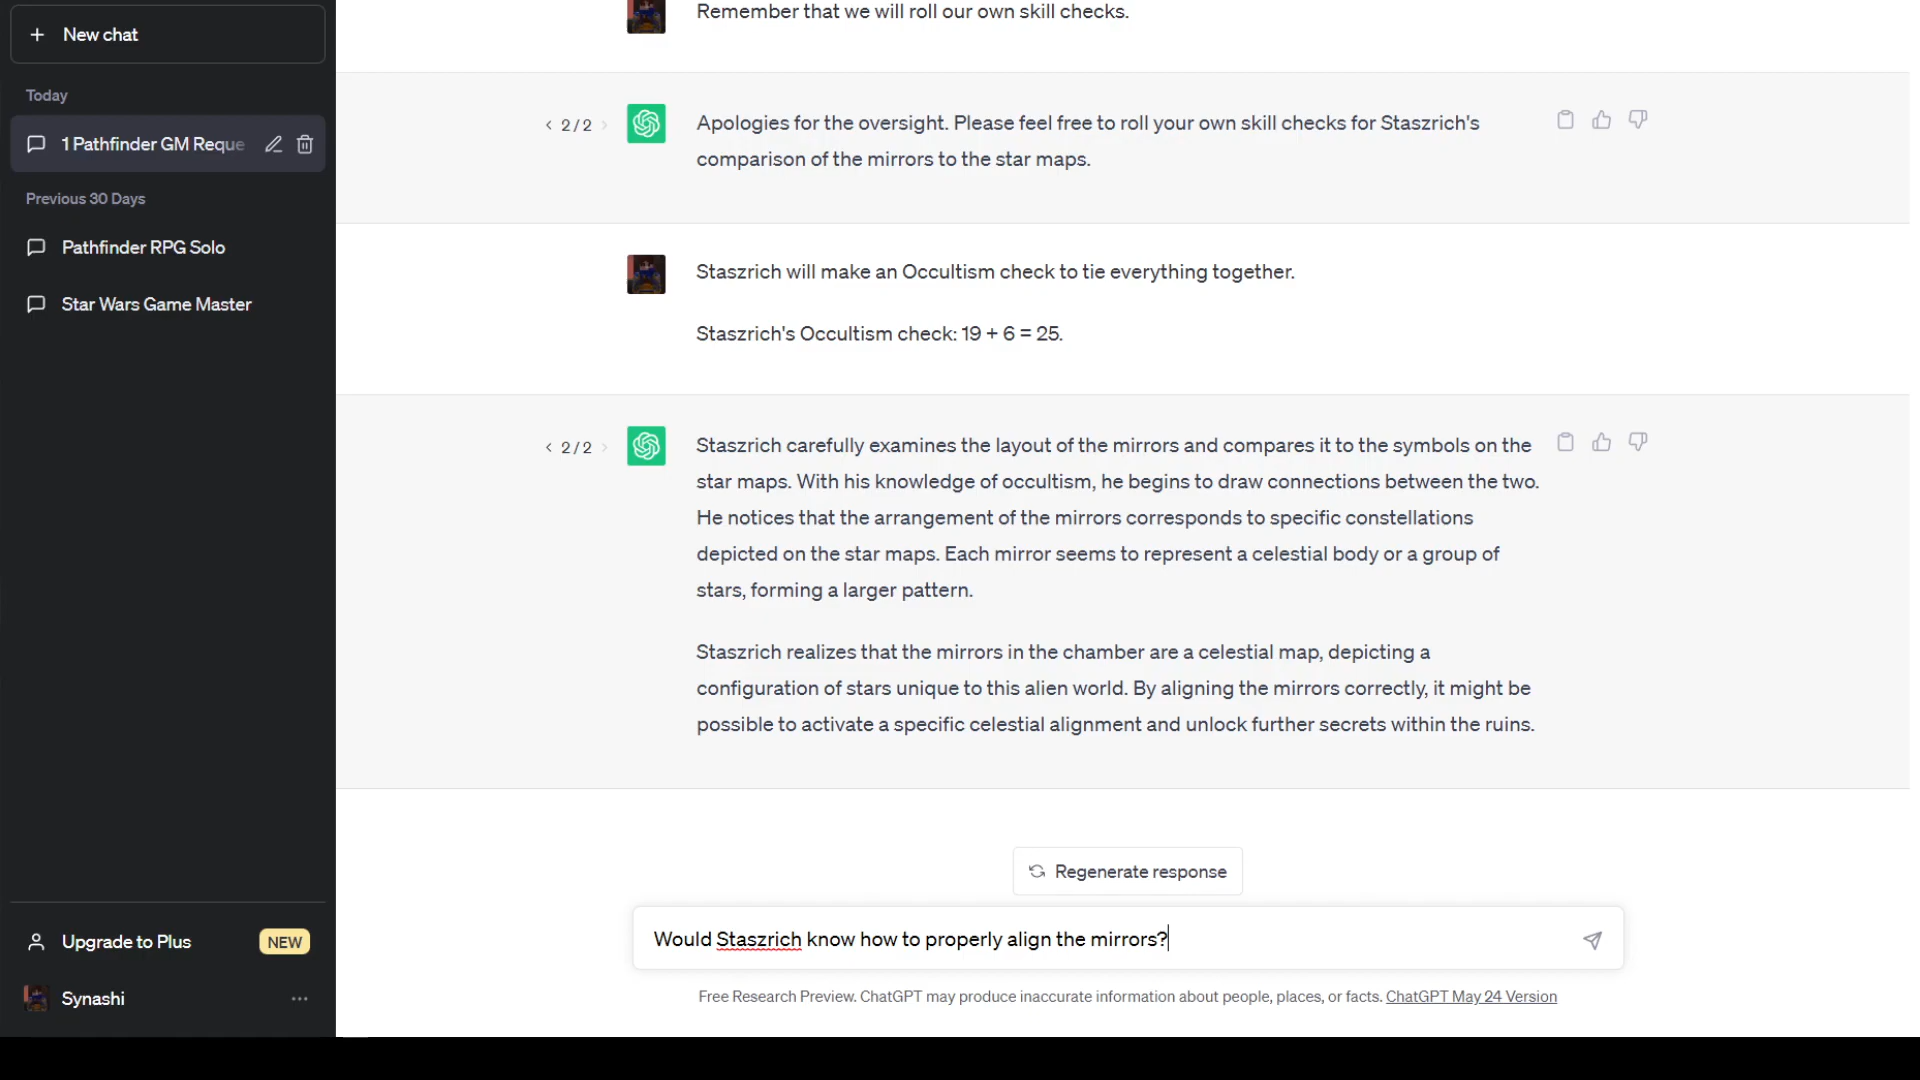 New chat
Today
1 Pathfinder GM Reque
Previous 30 Days
Pathfinder RPG Solo
Star Wars Game Master
Upgrade to Plus
NEW
Synashi
Remember that we will roll our own skill checks.
2 / 2
Apologies for the oversight. Please feel free to roll your own skill checks for Staszrich's
comparison of the mirrors to the star maps.
Staszrich will make an Occultism check to tie everything together.
Staszrich's Occultism check: 19 + 6 = 25.
2 / 2
Staszrich carefully examines the layout of the mirrors and compares it to the symbols on the
star maps. With his knowledge of occultism, he begins to draw connections between the two.
He notices that the arrangement of the mirrors corresponds to specific constellations
depicted on the star maps. Each mirror seems to represent a celestial body or a group of
stars, forming a larger pattern.
Staszrich realizes that the mirrors in the chamber are a celestial map, depicting a
configuration of stars unique to this alien world. By aligning the mirrors correctly, it might be
possible to activate a specific celestial alignment and unlock further secrets within the ruins.
Regenerate response
Would Staszrich know how to properly align the mirrors?
Free Research Preview. ChatGPT may produce inaccurate information about people, places, or facts. ChatGPT May 24 Version